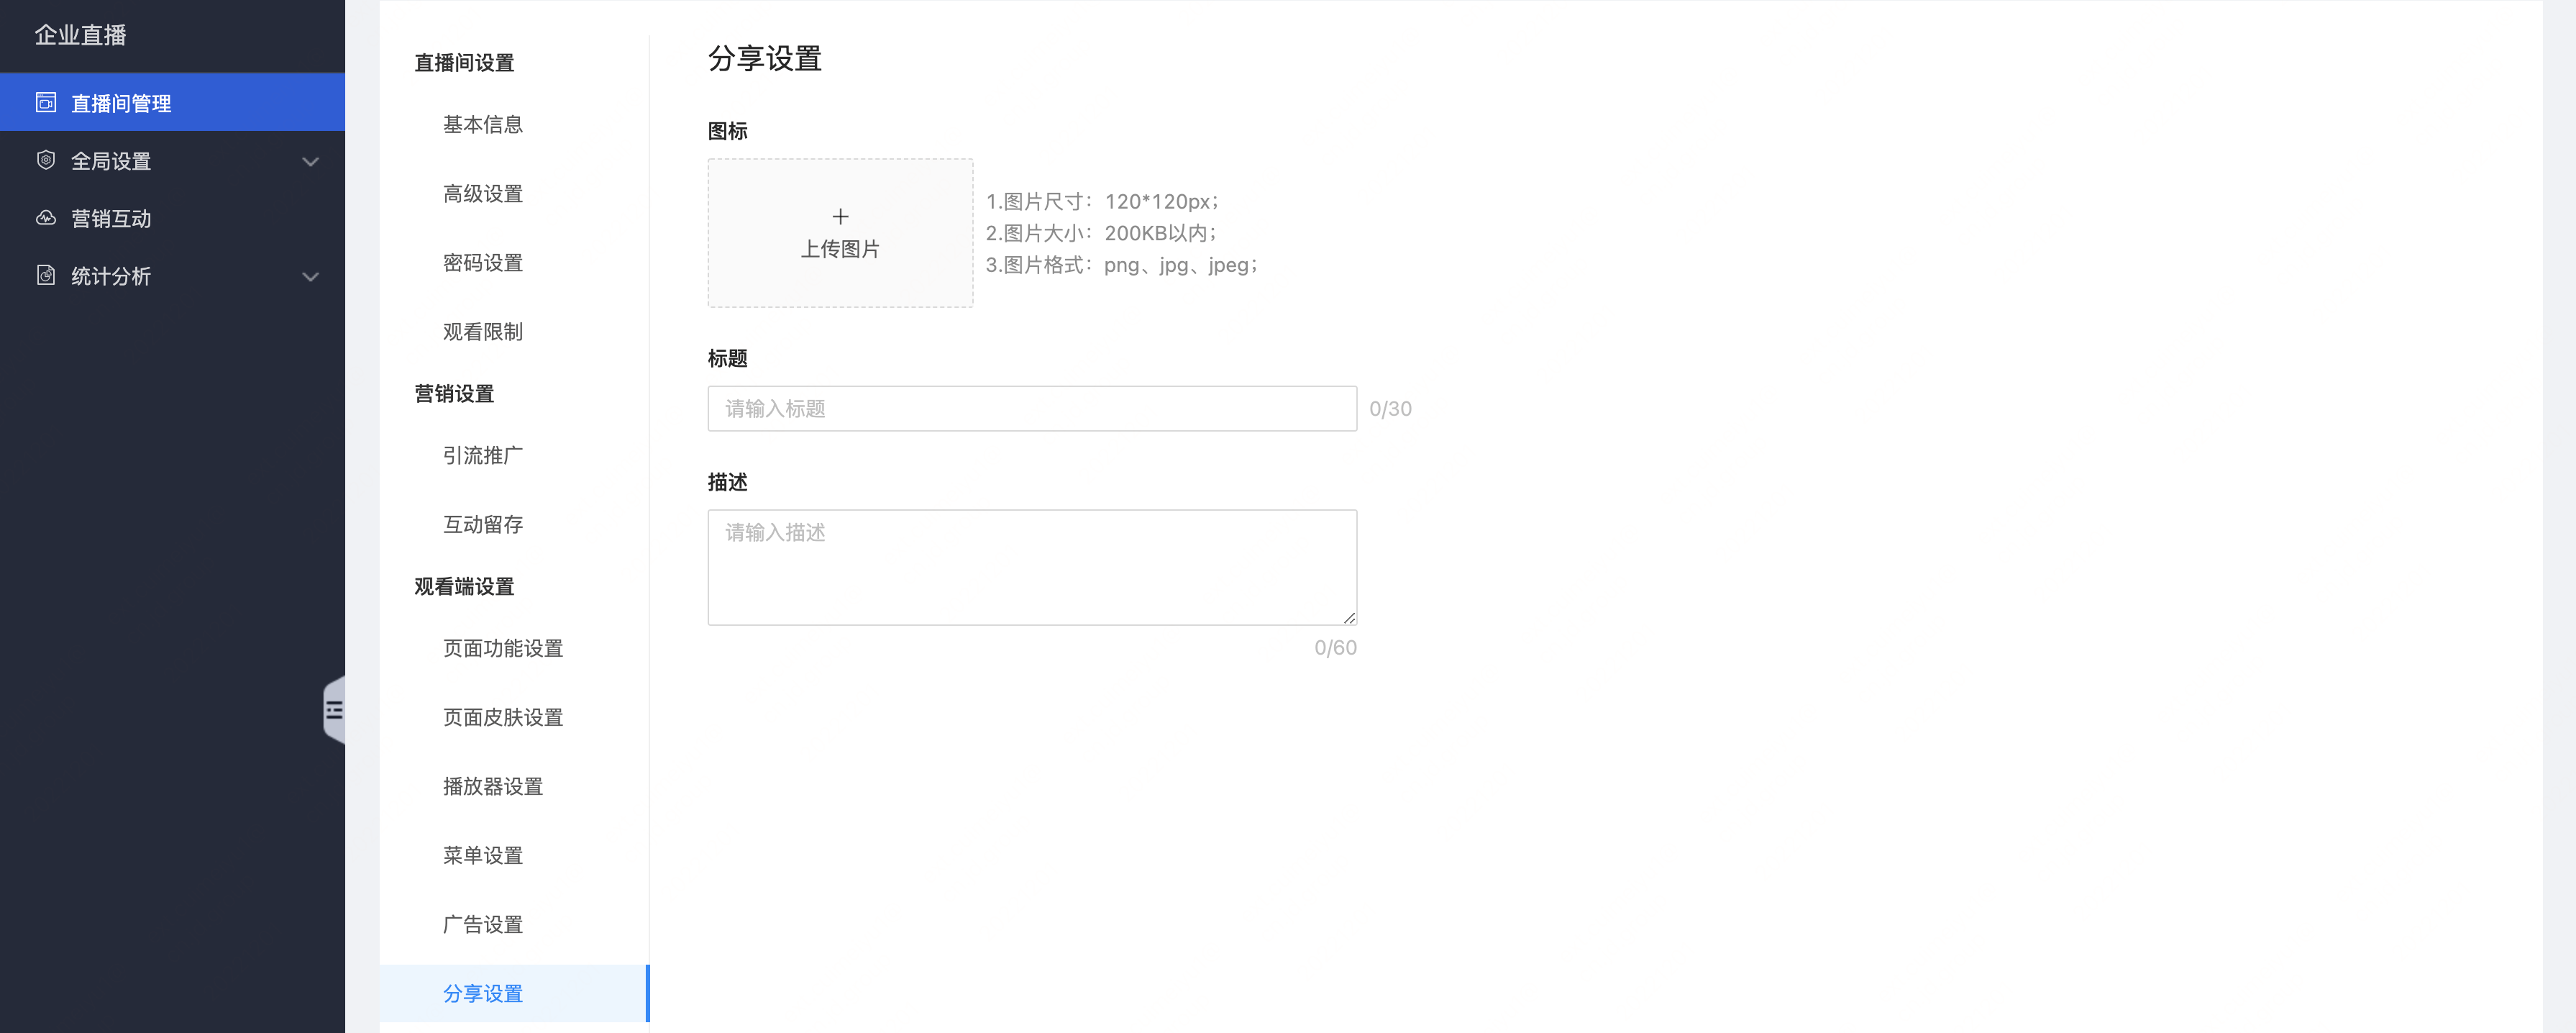 企业直播
直播间管理
全局设置
营销互动
统计分析
直播间设置
基本信息
高级设置
密码设置
观看限制
营销设置
引流推广
互动留存
观看端设置
页面功能设置
页面皮肤设置
播放器设置
菜单设置
广告设置
分享设置
分享设置
图标
上传图片
1.图片尺寸：120*120px；
2.图片大小：200KB以内；
3.图片格式：png、jpg、jpeg；
标题
请输入标题
0/30
描述
请输入描述
0/60